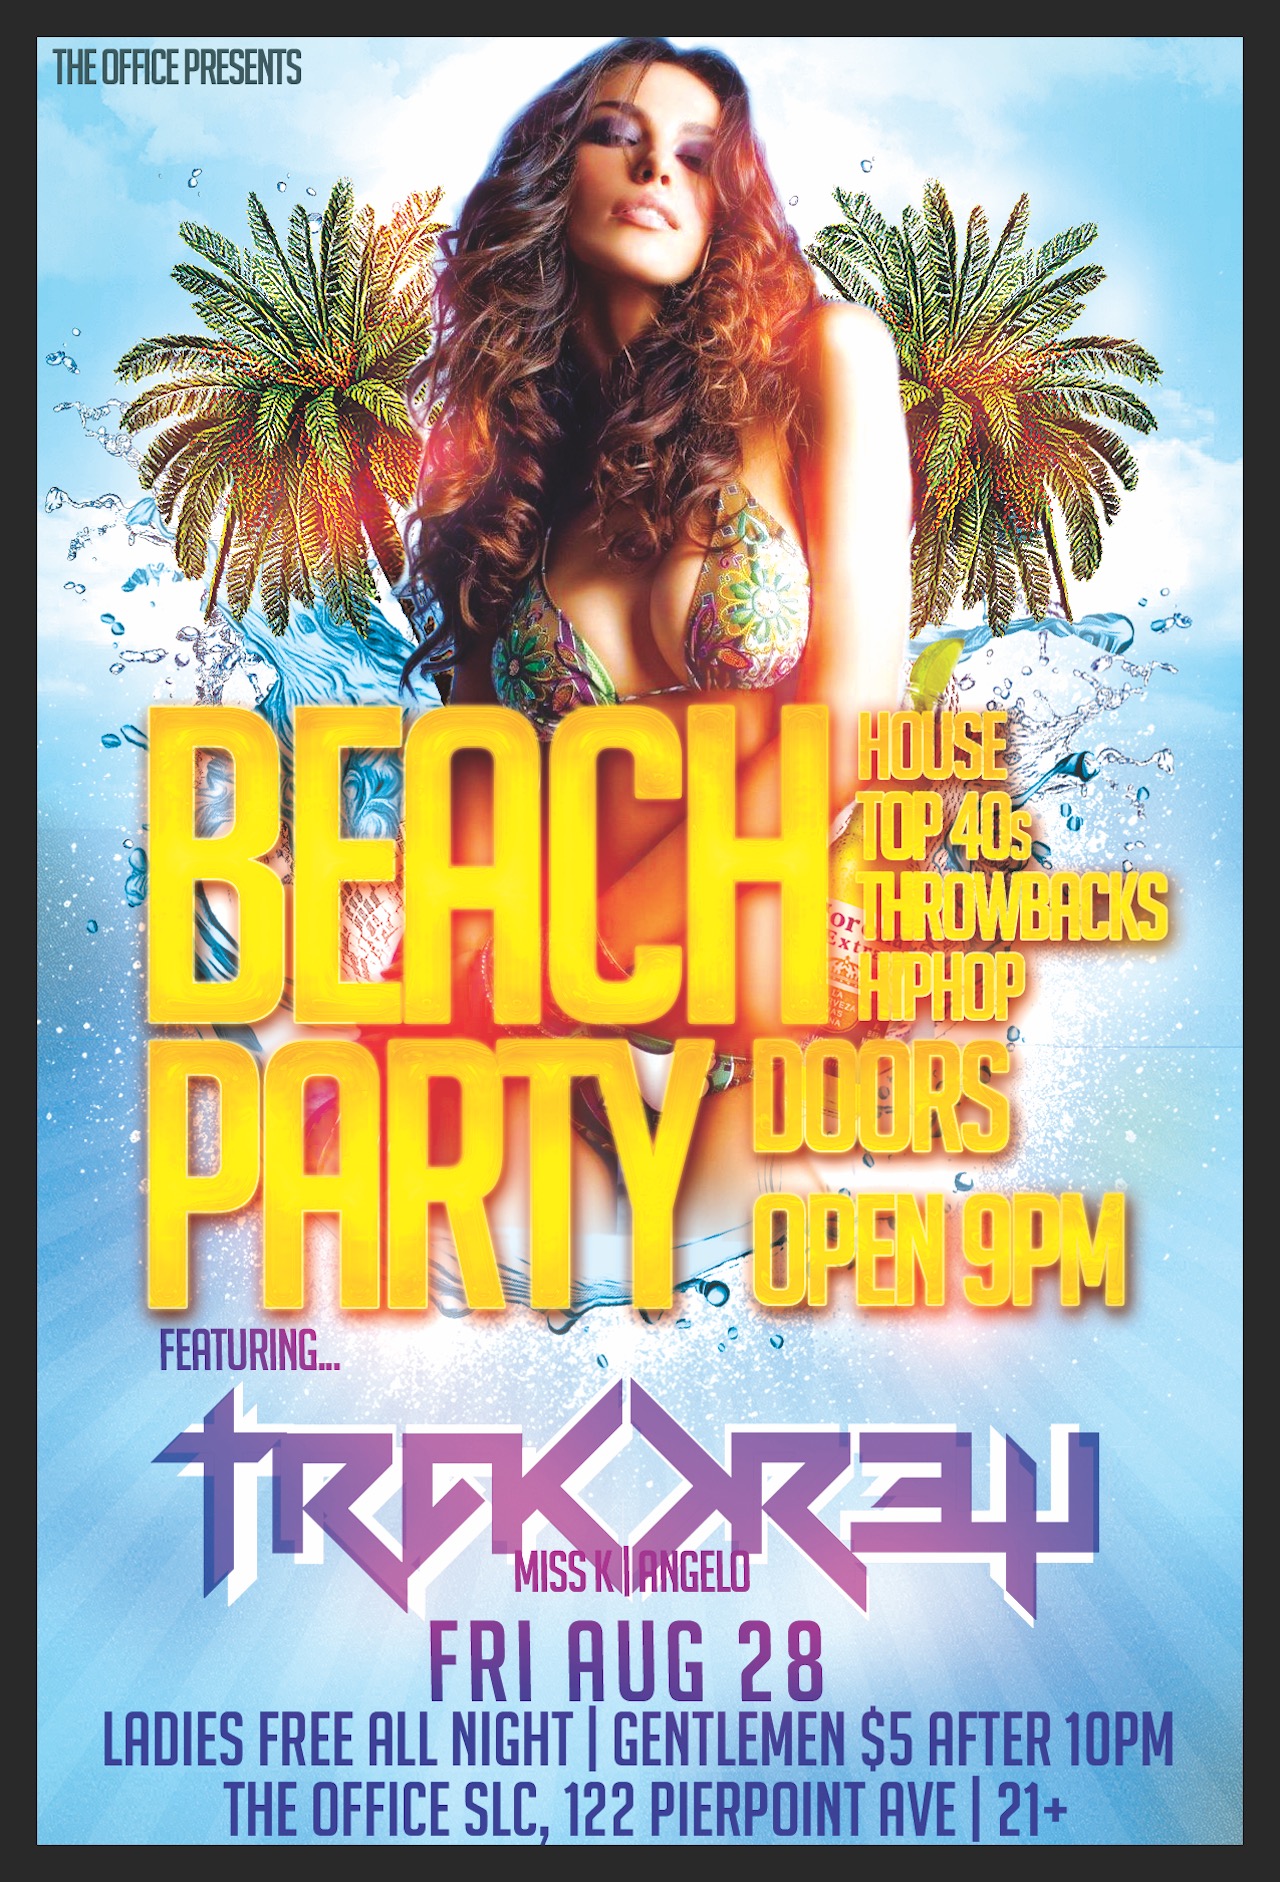 THE OFFICE PRESENTS
BEACH
PARTY
HOUSE
TOP 40s
THROWBACKS
HIPHOP
DOORS
OPEN 9PM
FEATURING...
TRAKKREW
MISS K | ANGELO
FRI AUG 28
LADIES FREE ALL NIGHT | GENTLEMEN $5 AFTER 10PM
THE OFFICE SLC, 122 PIERPOINT AVE | 21+